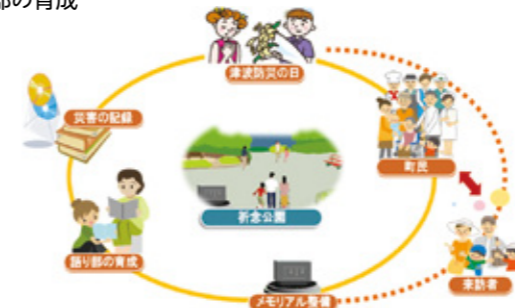 部の育成
津波防災の日
災害の記録
町民
祈念公園
語り部の育成
来訪者
メモリアル整備